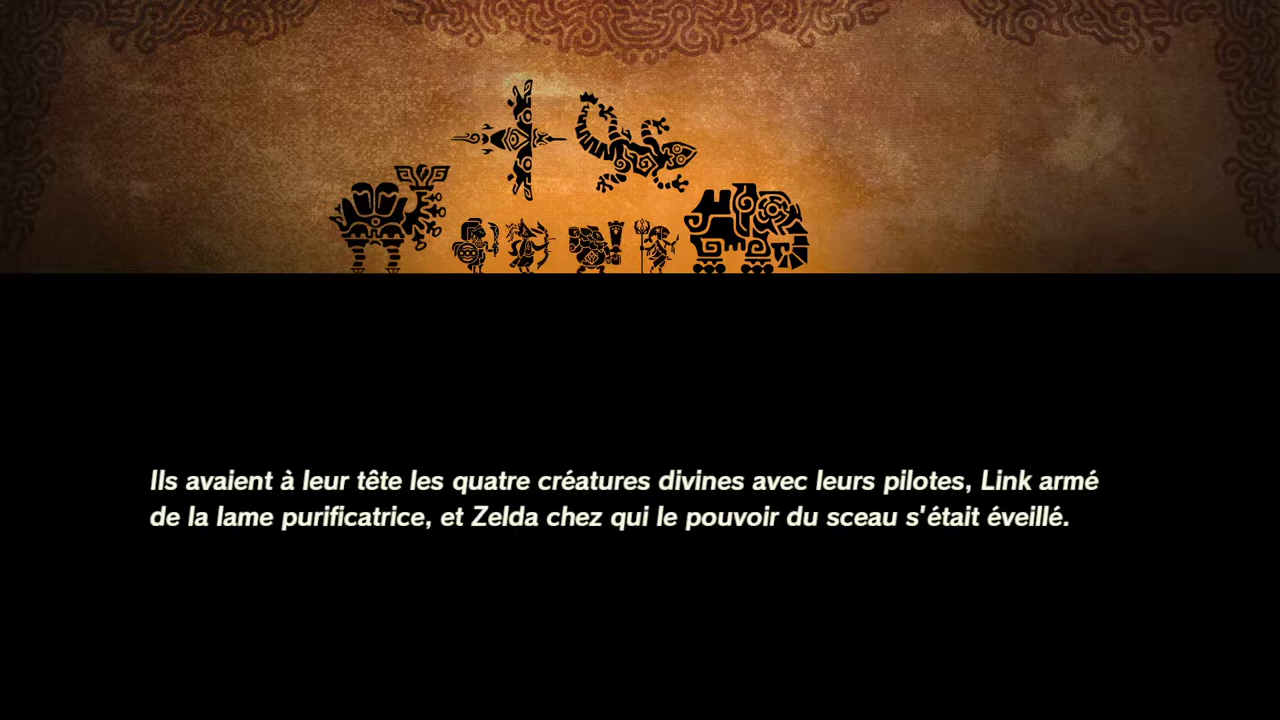 Ils avaient à leur tête les quatre créatures divines avec leurs pilotes, Link armé
de la lame purificatrice, et Zelda chez qui le pouvoir du sceau s'était éveillé.